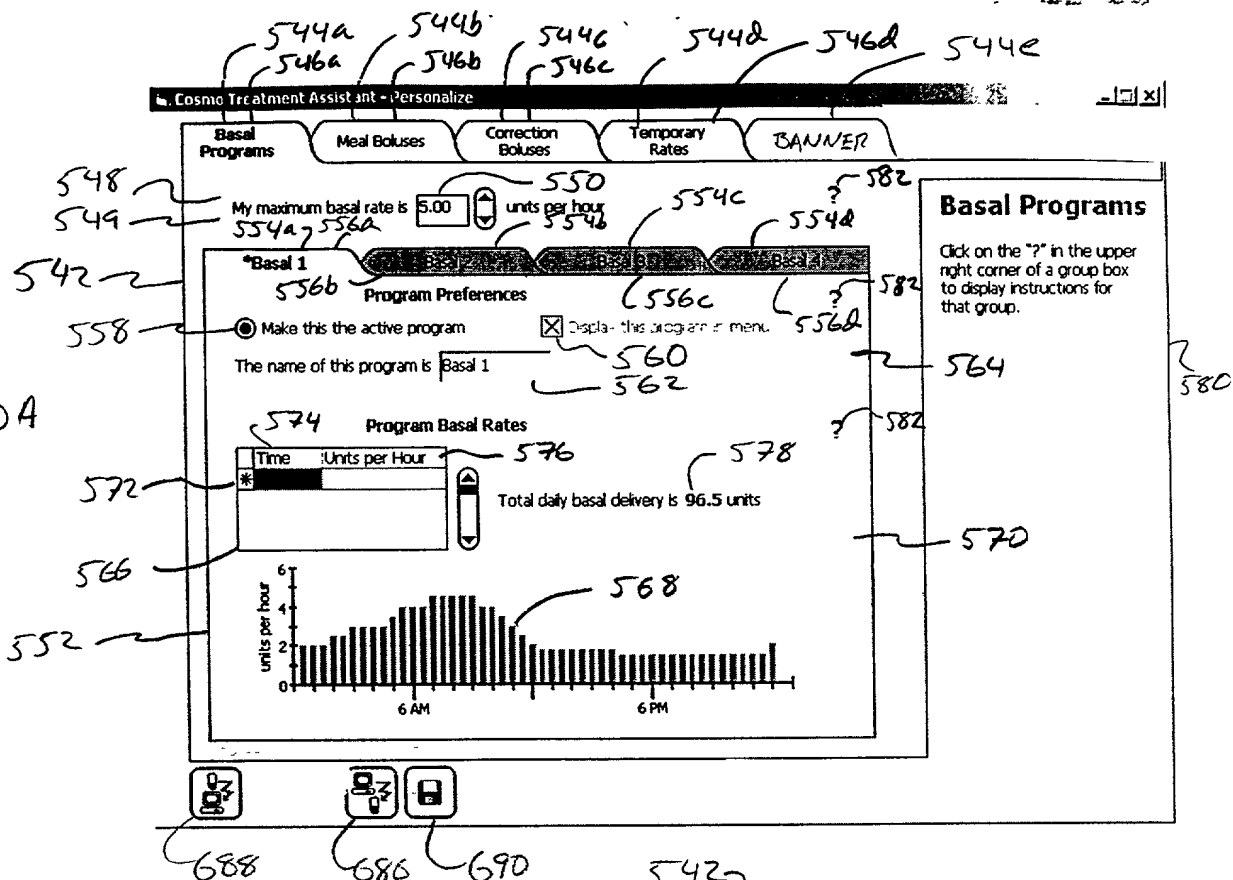 544a 544b 544c 544d 546d 544e
546a 546b 546c
Cosmo Treatment Assistant - Personalize
Basal Programs Meal Boluses Correction Boluses Temporary Rates BANNER
548 550 582
My maximum basal rate is 5.00 units per hour ?
549 554a 556a 554b 554c 554d
Basal Programs
Click on the "?" in the upper
right corner of a group box
to display instructions for
that group.
542 *Basal 1
556b Program Preferences 556c ? 582
558 Make this the active program Display this program in menu 556d
560 564
The name of this program is Basal 1
562 580
574 Program Basal Rates ? 582
Time Units per Hour 576 578
572 * Total daily basal delivery is 96.5 units
570
566
568
units per hour
6
4
2
0
552
6 AM 6 PM
688 686 690 542